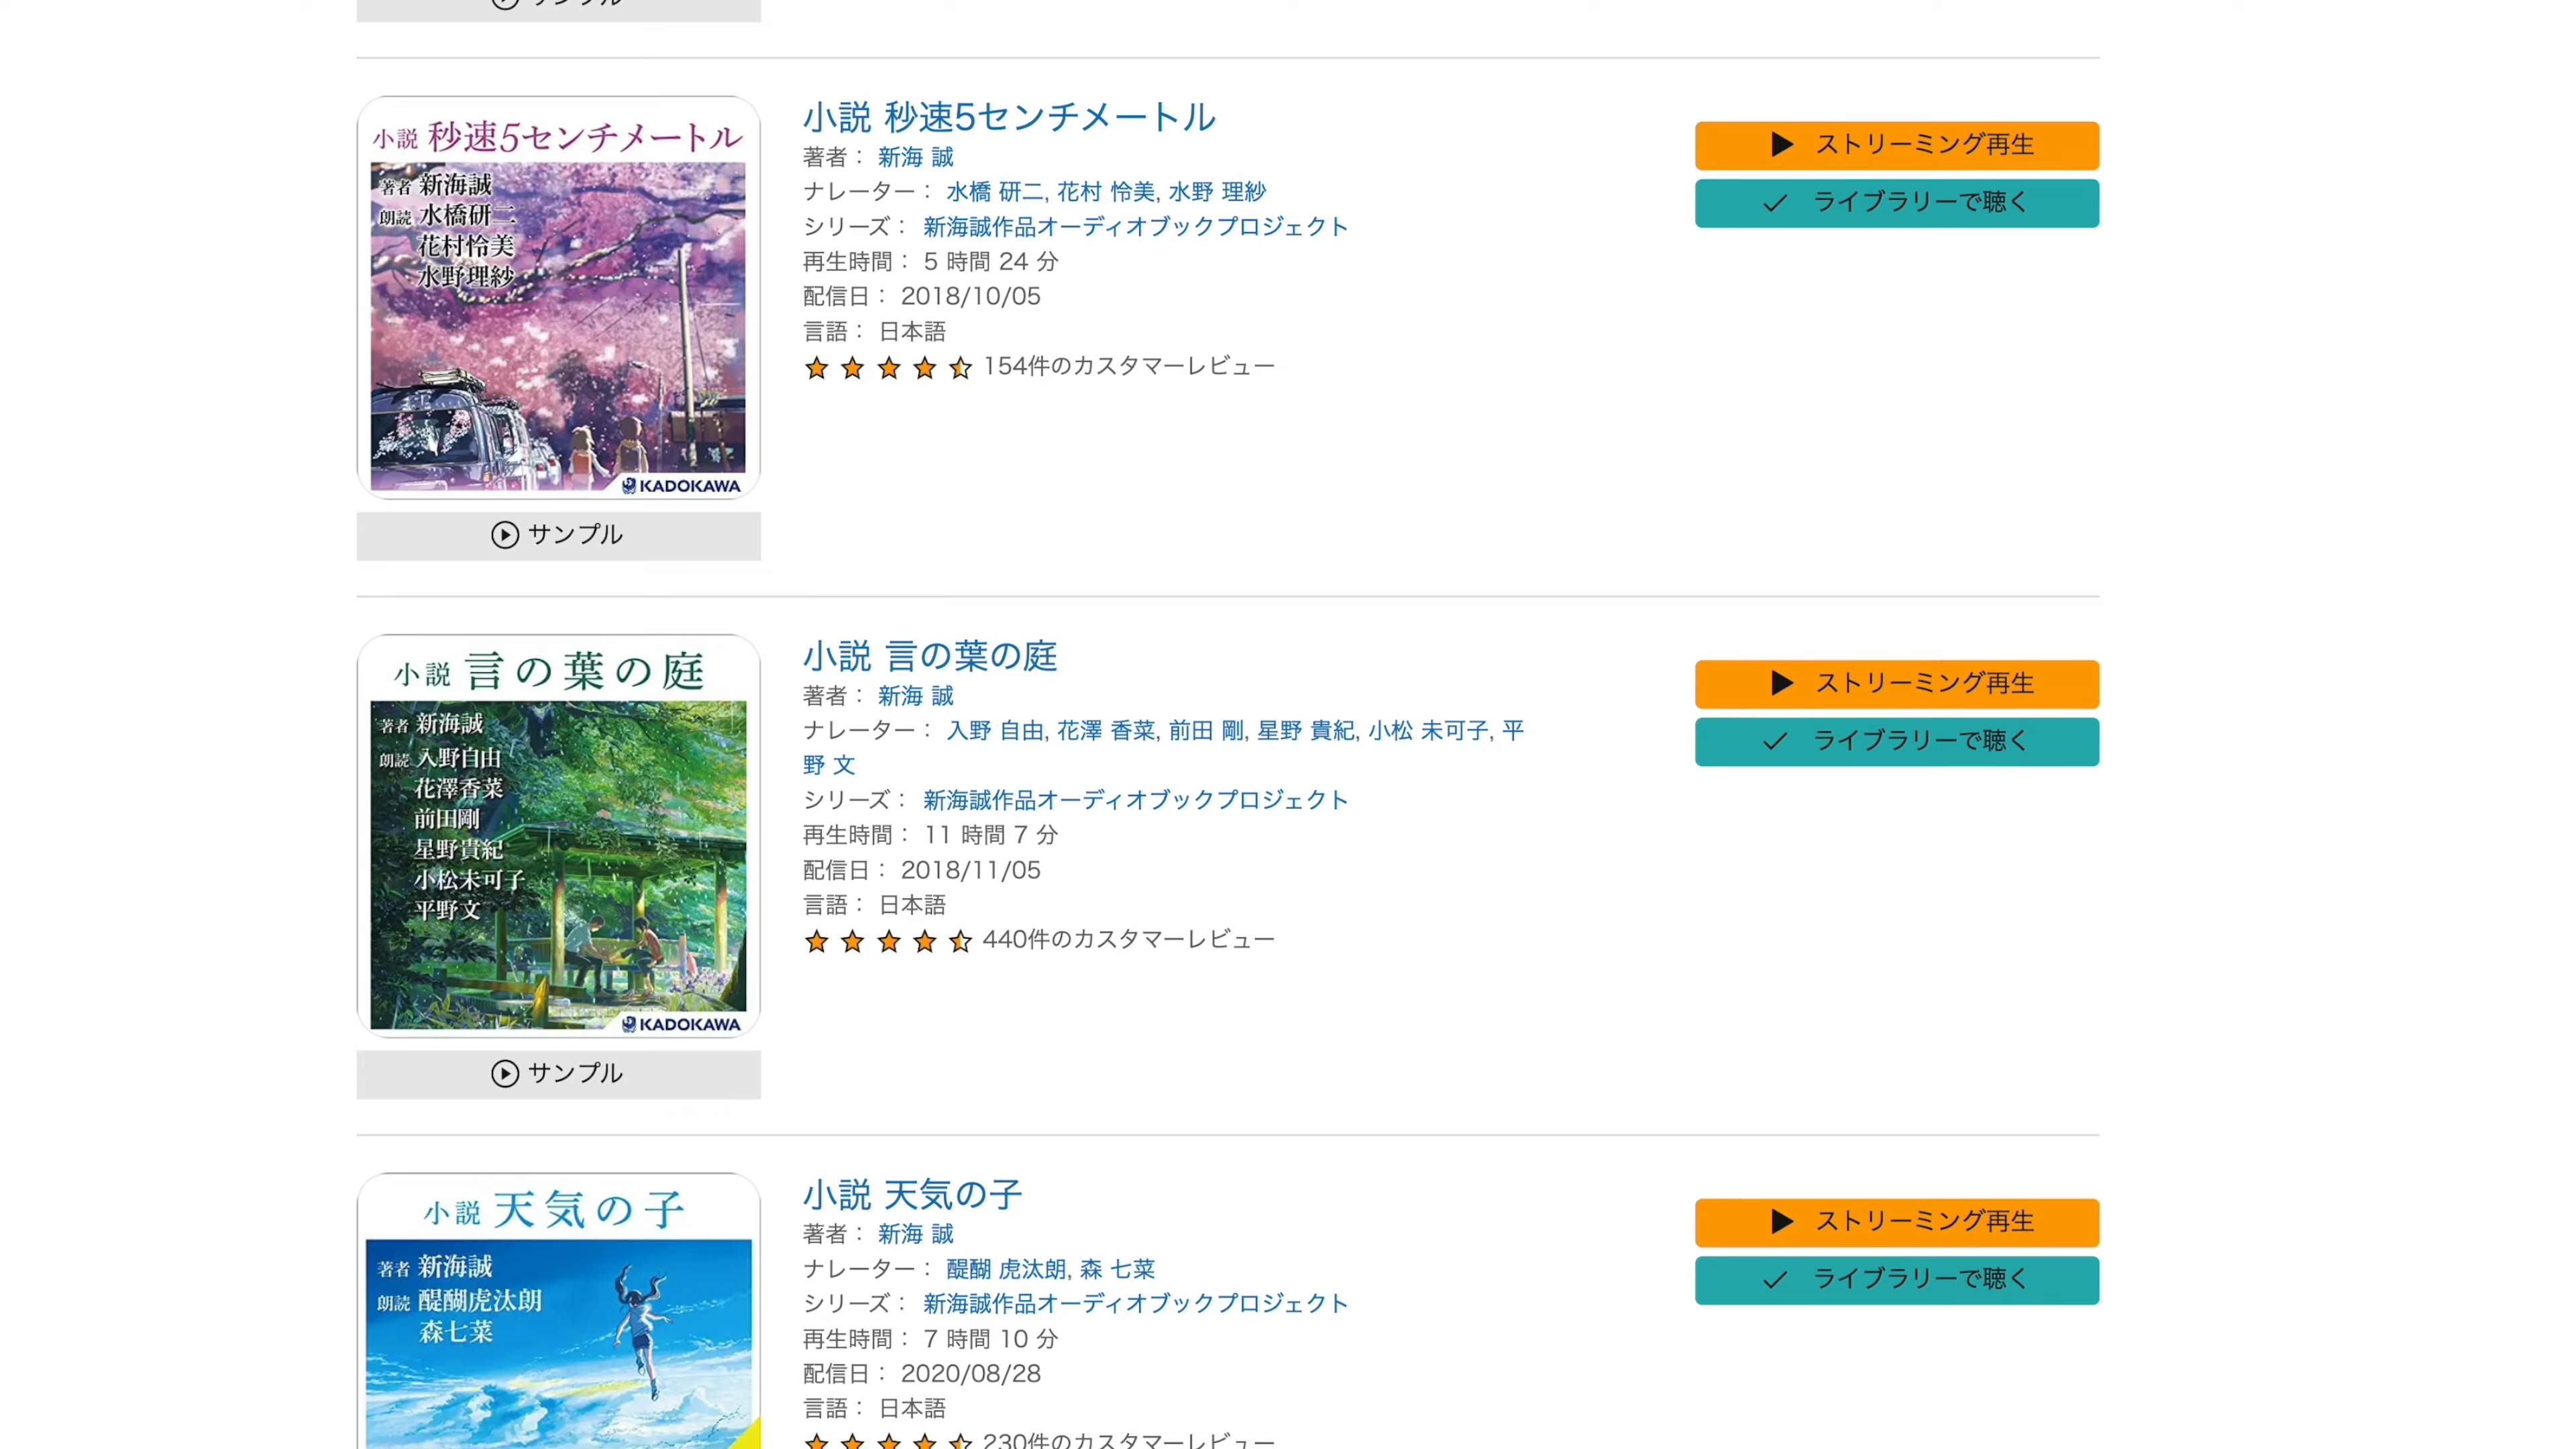 サンプル
小説 秒速5センチメートル
著者 新海誠
朗読 水橋研二
花村怜美
水野理紗
KADOKAWA
サンプル
小説 秒速5センチメートル
著者： 新海 誠
ナレーター： 水橋 研二, 花村 怜美, 水野 理紗
シリーズ： 新海誠作品オーディオブックプロジェクト
再生時間： 5 時間 24 分
配信日： 2018/10/05
言語： 日本語
154件のカスタマーレビュー
ストリーミング再生
ライブラリーで聴く
小説 言の葉の庭
著者 新海誠
朗読 入野自由
花澤香菜
前田剛
星野貴紀
小松未可子
平野文
KADOKAWA
サンプル
小説 言の葉の庭
著者： 新海 誠
ナレーター： 入野 自由, 花澤 香菜, 前田 剛, 星野 貴紀, 小松 未可子, 平
野 文
シリーズ： 新海誠作品オーディオブックプロジェクト
再生時間： 11 時間 7 分
配信日： 2018/11/05
言語： 日本語
440件のカスタマーレビュー
ストリーミング再生
ライブラリーで聴く
小説 天気の子
著者 新海誠
朗読 醍醐虎汰朗
森七菜
小説 天気の子
著者： 新海 誠
ナレーター： 醍醐 虎汰朗, 森 七菜
シリーズ： 新海誠作品オーディオブックプロジェクト
再生時間： 7 時間 10 分
配信日： 2020/08/28
言語： 日本語
230件のカスタマーレビュー
ストリーミング再生
ライブラリーで聴く